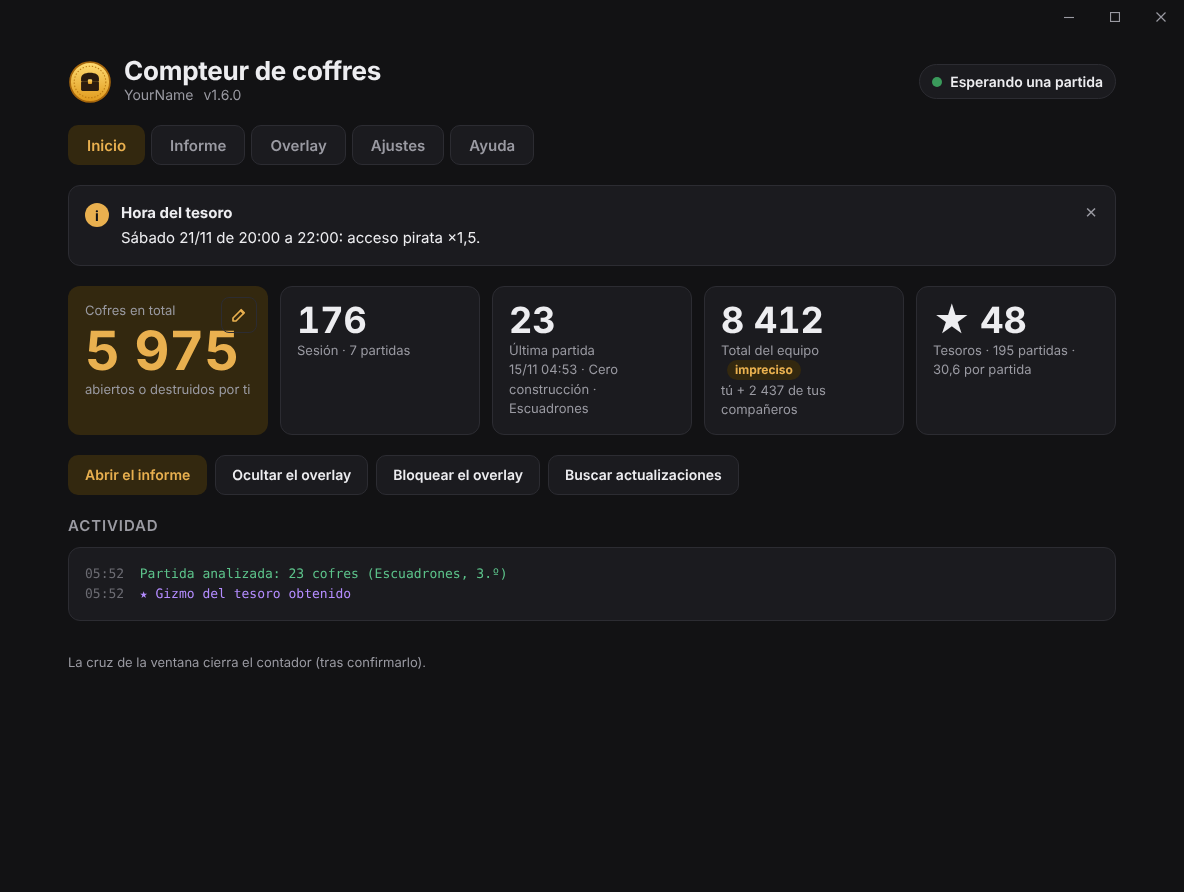 Compteur de coffres
YourName v1.6.0
Esperando una partida
Inicio
Informe
Overlay
Ajustes
Ayuda
i
Hora del tesoro
Sábado 21/11 de 20:00 a 22:00: acceso pirata ×1,5.
Cofres en total
5 975
abiertos o destruidos por ti
176
Sesión · 7 partidas
23
Última partida
15/11 04:53 · Cero
construcción ·
Escuadrones
8 412
Total del equipo
impreciso
tú + 2 437 de tus
compañeros
★ 48
Tesoros · 195 partidas ·
30,6 por partida
Abrir el informe
Ocultar el overlay
Bloquear el overlay
Buscar actualizaciones
ACTIVIDAD
05:52 Partida analizada: 23 cofres (Escuadrones, 3.º)
05:52 ★ Gizmo del tesoro obtenido
La cruz de la ventana cierra el contador (tras confirmarlo).